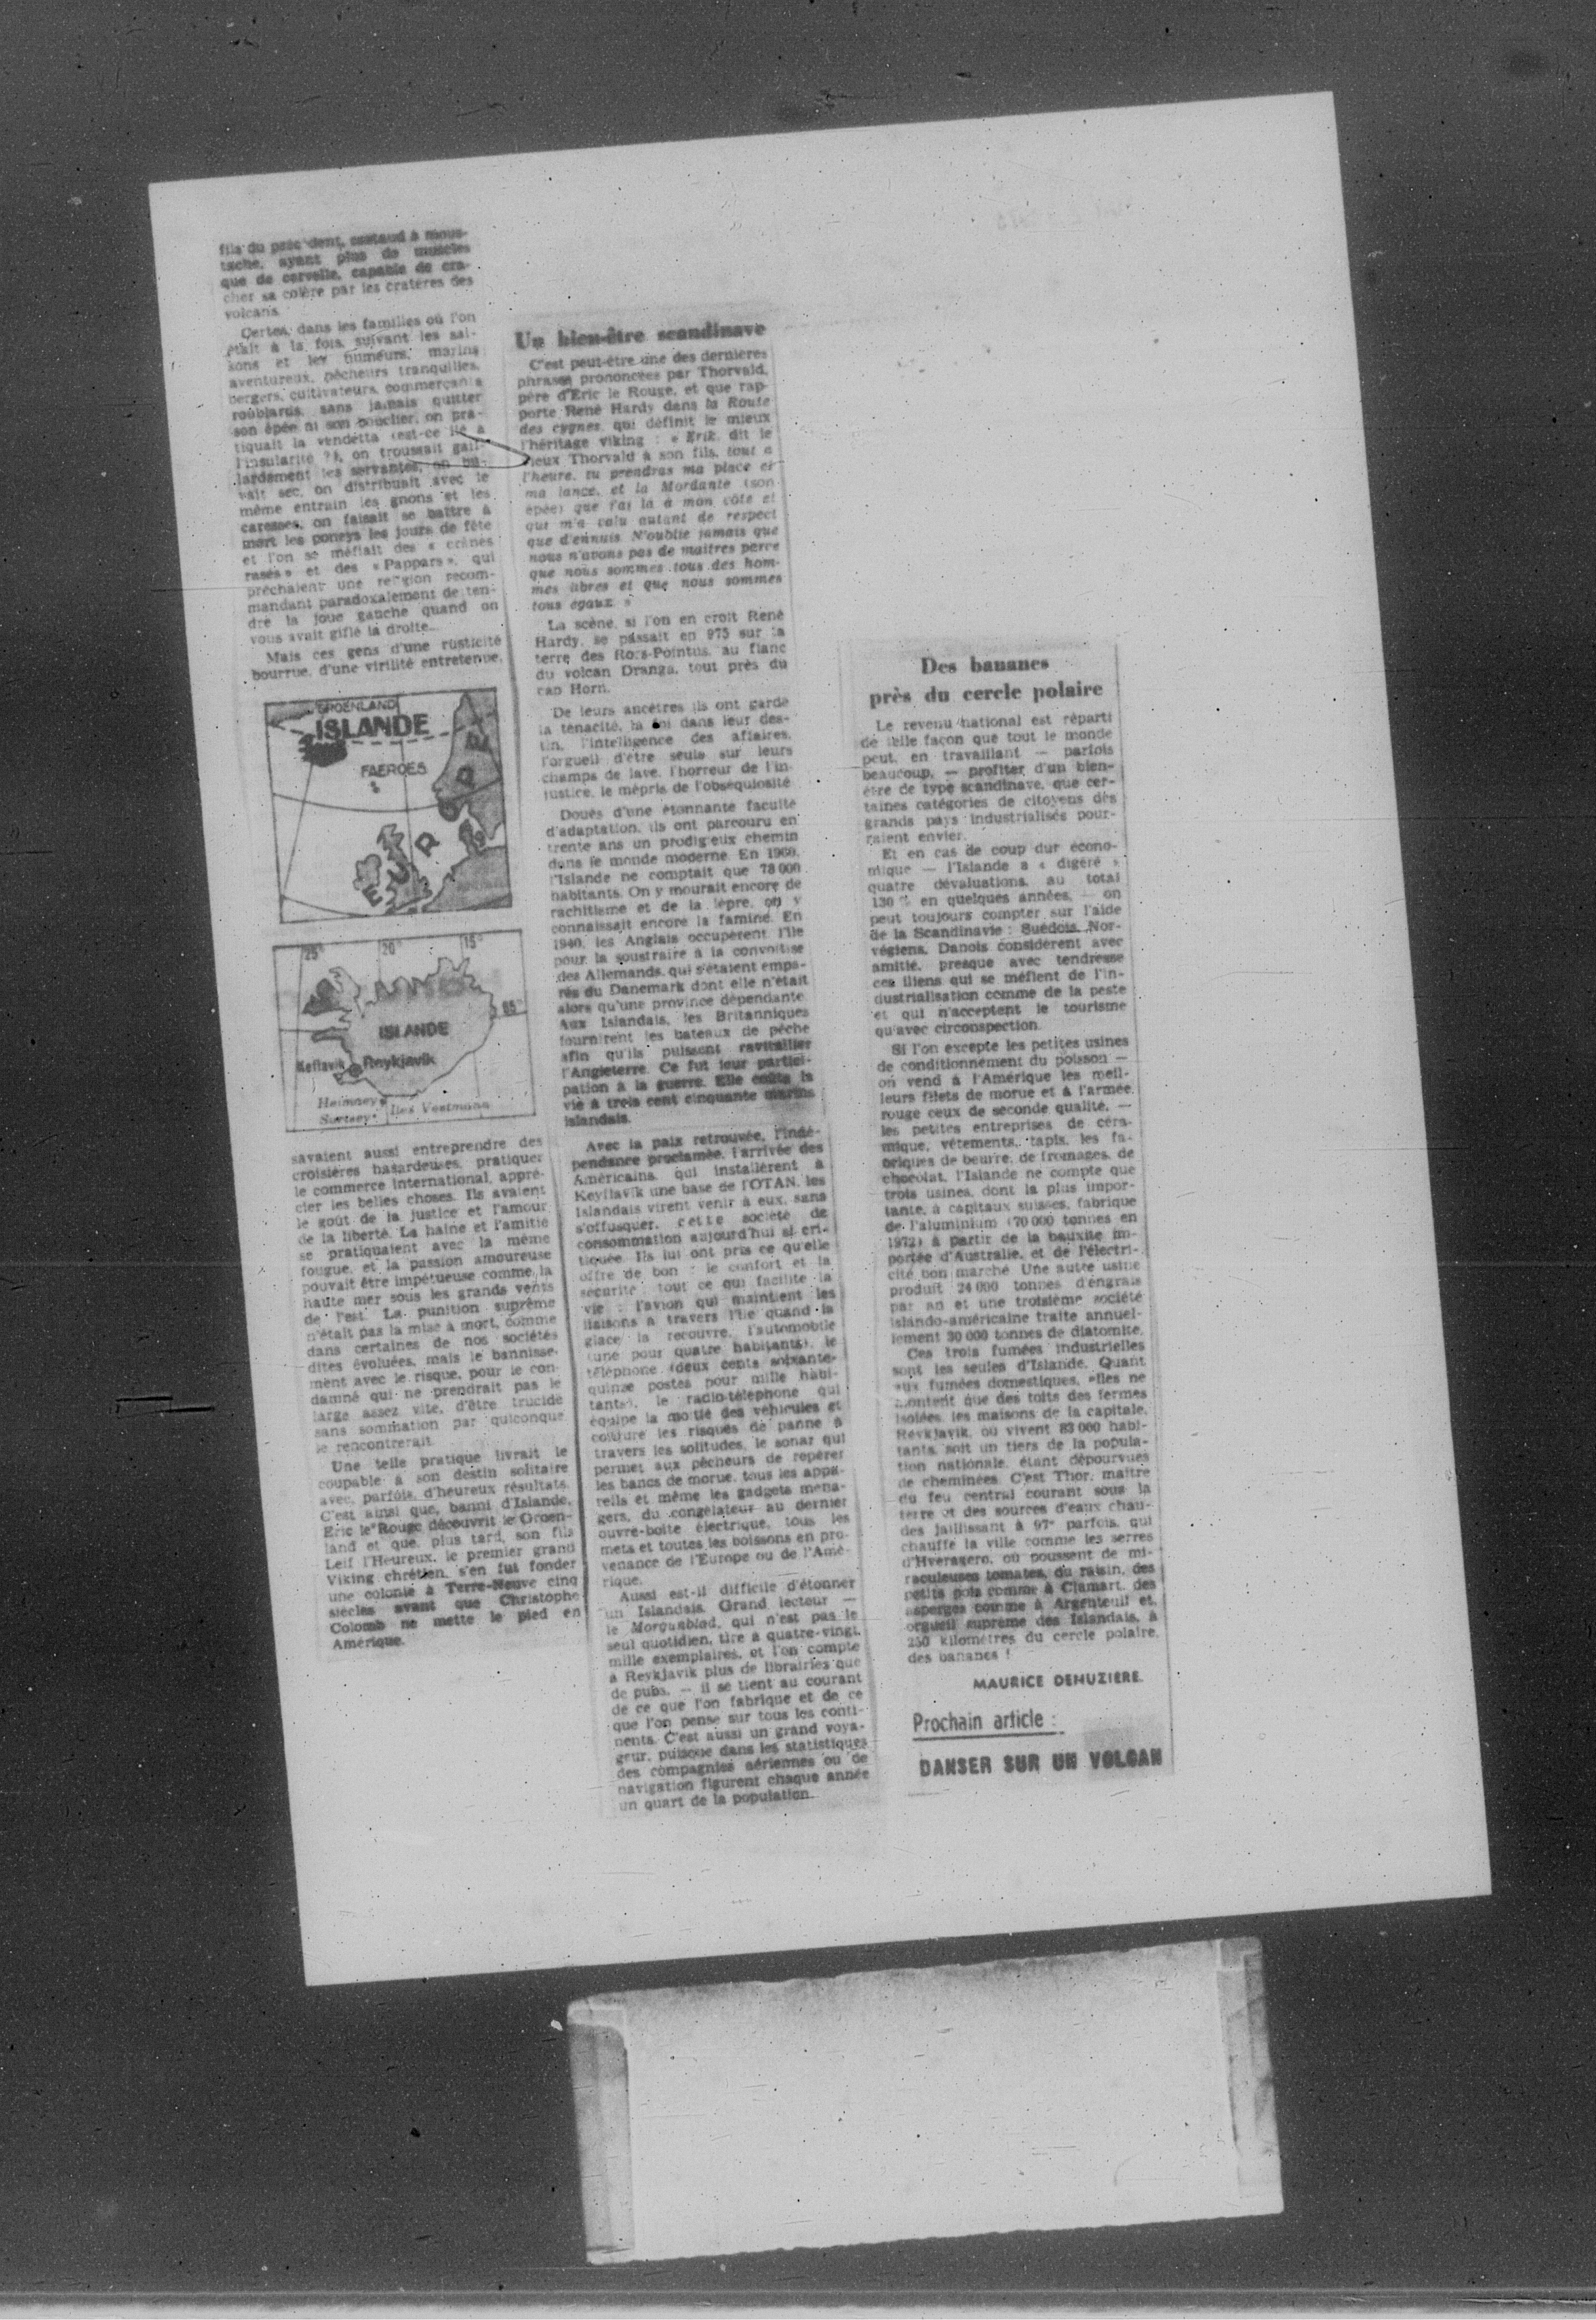 fils du précédent, costaud à mous-
tache, ayant plus de muscles
que de cervelle, capable de cra-
cher sa colère par les cratères des
volcans.
Certes, dans les familles où l'on
était à la fois, suivant les sai-
sons et les humeurs, marins
aventureux, pêcheurs tranquilles,
bergers, cultivateurs, commerçants
roublards, sans jamais quitter
son épée ni son bouclier, on pra-
tiquait la vendetta (est-ce lié à
l'insularité ?), on troussait gail-
lardement les servantes, on bu-
vait sec, on distribuait avec le
même entrain les gnons et les
caresses, on faisait se battre à
mort les poneys les jours de fête
et l'on se méfiait des « crânes
rasés » et des « Pappars », qui
prêchaient une religion recom-
mandant paradoxalement de ten-
dre la joue gauche quand on
vous avait giflé la droite...
Mais ces gens d'une rusticité
bourrue, d'une virilité entretenue,
GROENLAND
ISLANDE
FAEROES
EUROPE
25° 20° 15°
65°
ISLANDE
Keflavik Reykjavik
Heimaey
Surtsey Iles Vestmann
savaient aussi entreprendre des
croisières hasardeuses, pratiquer
le commerce international, appré-
cier les belles choses. Ils avaient
le goût de la justice et l'amour
de la liberté. La haine et l'amitié
se pratiquaient avec la même
fougue, et la passion amoureuse
pouvait être impétueuse comme la
haute mer sous les grands vents
de l'est. La punition suprême
n'était pas la mise à mort, comme
dans certaines de nos sociétés
dites évoluées, mais le bannisse-
ment avec le risque, pour le con-
damné qui ne prendrait pas le
large assez vite, d'être trucidé
sans sommation par quiconque
le rencontrerait.
Une telle pratique livrait le
coupable à son destin solitaire
avec, parfois, d'heureux résultats.
C'est ainsi que, banni d'Islande,
Eric le Rouge découvrit le Groen-
land et que, plus tard, son fils
Leif l'Heureux, le premier grand
Viking chrétien, s'en fut fonder
une colonie à Terre-Neuve cinq
siècles avant que Christophe
Colomb ne mette le pied en
Amérique.
Un bien-être scandinave
C'est peut-être une des dernières
phrases prononcées par Thorvald,
père d'Eric le Rouge, et que rap-
porte René Hardy dans la Route
des cygnes, qui définit le mieux
l'héritage viking : « Erik, dit le
vieux Thorvald à son fils, tout à
l'heure, tu prendras ma place et
ma lance, et la Mordante (son
épée) que j'ai là à mon côté et
qui m'a valu autant de respect
que d'ennuis. N'oublie jamais que
nous n'avons pas de maîtres parce
que nous sommes tous des hom-
mes libres et que nous sommes
tous égaux. »
La scène, si l'on en croit René
Hardy, se passait en 975 sur la
terre des Rocs-Pointus, au flanc
du volcan Dranga, tout près du
cap Horn.
De leurs ancêtres ils ont gardé
la ténacité, la foi dans leur des-
tin, l'intelligence des affaires,
l'orgueil d'être seuls sur leurs
champs de lave, l'horreur de l'in-
justice, le mépris de l'obséquiosité.
Doués d'une étonnante faculté
d'adaptation, ils ont parcouru en
trente ans un prodigieux chemin
dans le monde moderne. En 1900,
l'Islande ne comptait que 78 000
habitants. On y mourait encore de
rachitisme et de la lèpre, on y
connaissait encore la famine. En
1940, les Anglais occupèrent l'île
pour la soustraire à la convoitise
des Allemands, qui s'étaient empa-
rés du Danemark dont elle n'était
alors qu'une province dépendante.
Aux Islandais, les Britanniques
fournirent les bateaux de pêche
afin qu'ils puissent ravitailler
l'Angleterre. Ce fut leur partici-
pation à la guerre. Elle coûta la
vie à trois cent cinquante marins
islandais.
Avec la paix retrouvée, l'indé-
pendance proclamée, l'arrivée des
Américains, qui installèrent à
Keyflavik une base de l'OTAN, les
Islandais virent venir à eux, sans
s'offusquer, cette société de
consommation aujourd'hui si cri-
tiquée. Ils lui ont pris ce qu'elle
offre de bon : le confort et la
sécurité ; tout ce qui facilite la
vie : l'avion qui maintient les
liaisons à travers l'île quand la
glace la recouvre, l'automobile
(une pour quatre habitants), le
téléphone (deux cents soixante-
quinze postes pour mille habi-
tants), le radio-téléphone qui
équipe la moitié des véhicules et
conjure les risques de panne à
travers les solitudes, le sonar qui
permet aux pêcheurs de repérer
les bancs de morue, tous les appa-
reils et même les gadgets ména-
gers, du congélateur au dernier
ouvre-boîte électrique, tous les
mets et toutes les boissons en pro-
venance de l'Europe ou de l'Amé-
rique.
Aussi est-il difficile d'étonner
un Islandais. Grand lecteur —
le Morgunblad, qui n'est pas le
seul quotidien, tire à quatre-vingt
mille exemplaires, et l'on compte
à Reykjavik plus de librairies que
de pubs, — il se tient au courant
de ce que l'on fabrique et de ce
que l'on pense sur tous les conti-
nents. C'est aussi un grand voya-
geur, puisque dans les statistiques
des compagnies aériennes ou de
navigation figurent chaque année
un quart de la population.
Des bananes
près du cercle polaire
Le revenu national est réparti
de telle façon que tout le monde
peut, en travaillant — parfois
beaucoup, — profiter d'un bien-
être de type scandinave, que cer-
taines catégories de citoyens des
grands pays industrialisés pour-
raient envier.
Et en cas de coup dur écono-
mique — l'Islande a « digéré »
quatre dévaluations, au total
130 % en quelques années, — on
peut toujours compter sur l'aide
de la Scandinavie : Suédois, Nor-
végiens, Danois considèrent avec
amitié, presque avec tendresse
ces îliens qui se méfient de l'in-
dustrialisation comme de la peste
et qui n'acceptent le tourisme
qu'avec circonspection.
Si l'on excepte les petites usines
de conditionnement du poisson —
on vend à l'Amérique les meil-
leurs filets de morue et à l'armée
rouge ceux de seconde qualité, —
les petites entreprises de céra-
mique, vêtements, tapis, les fa-
briques de beurre, de fromages, de
chocolat, l'Islande ne compte que
trois usines, dont la plus impor-
tante, à capitaux suisses, fabrique
de l'aluminium (70 000 tonnes en
1972) à partir de la bauxite im-
portée d'Australie, et de l'électri-
cité bon marché. Une autre usine
produit 24 000 tonnes d'engrais
par an et une troisième société
islando-américaine traite annuel-
lement 30 000 tonnes de diatomite.
Ces trois fumées industrielles
sont les seules d'Islande. Quant
aux fumées domestiques, elles ne
montent que des toits des fermes
isolées, les maisons de la capitale,
Reykjavik, où vivent 83 000 habi-
tants, soit un tiers de la popula-
tion nationale, étant dépourvues
de cheminées. C'est Thor, maître
du feu central courant sous la
terre et des sources d'eaux chau-
des jaillissant à 97° parfois, qui
chauffe la ville comme les serres
d'Hveragero, où poussent de mi-
raculeuses tomates, du raisin, des
petits pois comme à Clamart, des
asperges comme à Argenteuil et,
orgueil suprême des Islandais, à
250 kilomètres du cercle polaire,
des bananes !
MAURICE DENUZIERE.
Prochain article :
DANSER SUR UN VOLCAN